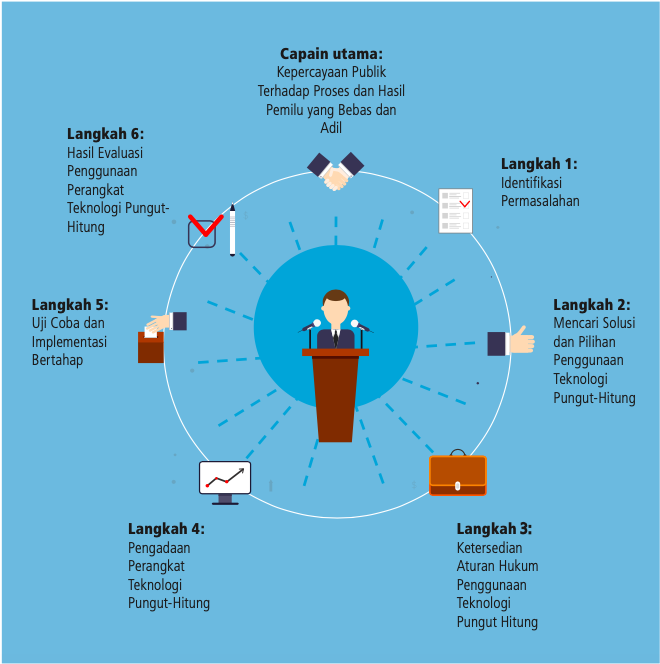 Capain utama:
Kepercayaan Publik
Terhadap Proses dan Hasil
Pemilu yang Bebas dan
Adil
Langkah 1:
Identifikasi
Permasalahan
Langkah 2:
Mencari Solusi
dan Pilihan
Penggunaan
Teknologi
Pungut-Hitung
Langkah 3:
Ketersedian
Aturan Hukum
Penggunaan
Teknologi
Pungut Hitung
Langkah 4:
Pengadaan
Perangkat
Teknologi
Pungut-Hitung
Langkah 5:
Uji Coba dan
Implementasi
Bertahap
Langkah 6:
Hasil Evaluasi
Penggunaan
Perangkat
Teknologi Pungut-
Hitung